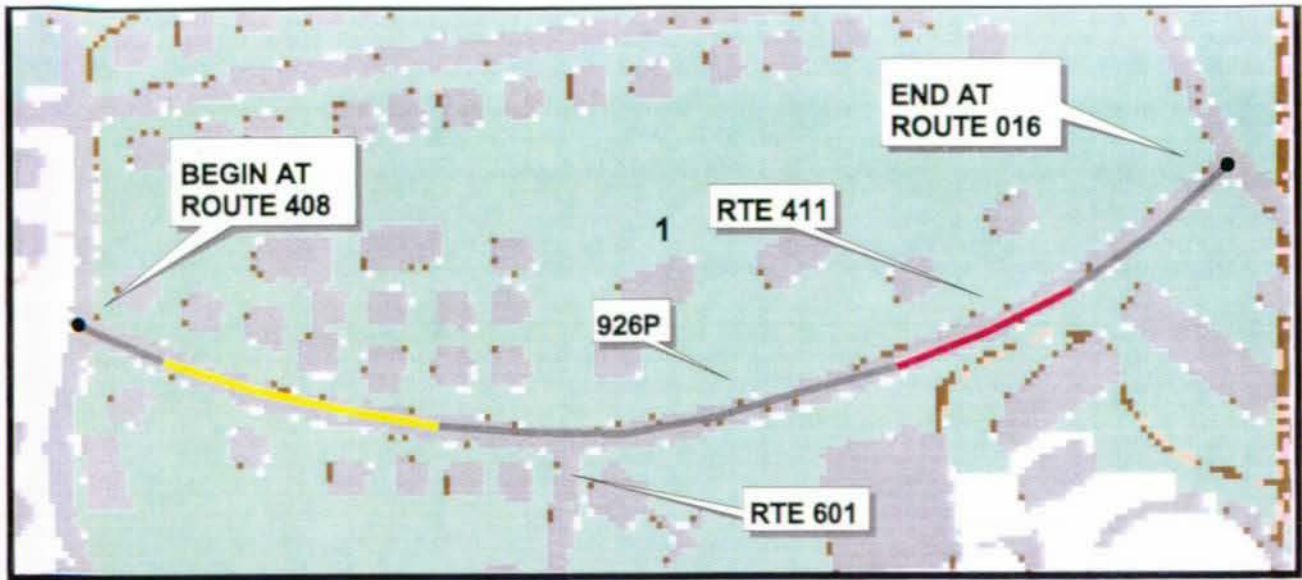 END AT
ROUTE 016
BEGIN AT
ROUTE 408
RTE 411
1
926P
RTE 601